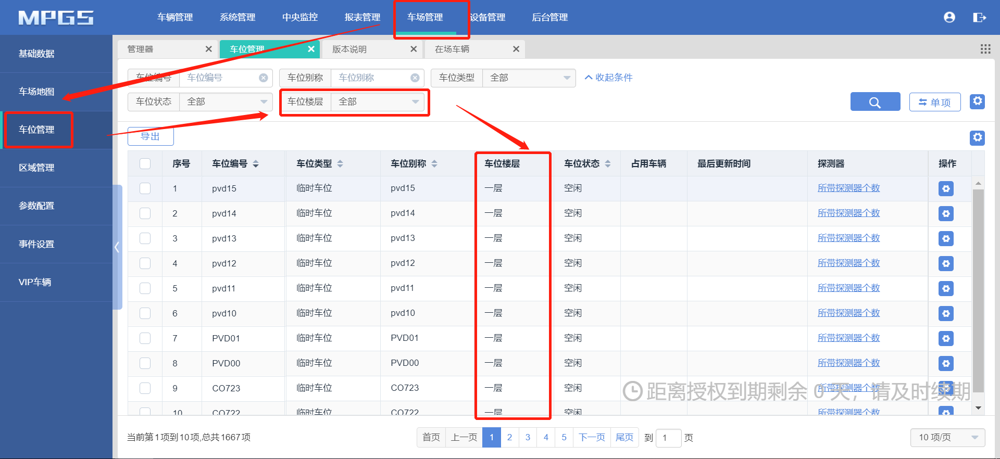 MPGS
车辆管理 系统管理 中央监控 报表管理 车场管理 设备管理 后台管理
基础数据
车场地图
车位管理
区域管理
参数配置
事件设置
VIP车辆
管理器 车位管理 版本说明 在场车辆
车位编号 车位编号 车位别称 车位别称 车位类型 全部 收起条件
车位状态 全部 车位楼层 全部 单项
导出
序号 车位编号 车位类型 车位别称 车位楼层 车位状态 占用车辆 最后更新时间 探测器 操作
1 pvd15 临时车位 pvd15 一层 空闲 所带探测器个数
2 pvd14 临时车位 pvd14 一层 空闲 所带探测器个数
3 pvd13 临时车位 pvd13 一层 空闲 所带探测器个数
4 pvd12 临时车位 pvd12 一层 空闲 所带探测器个数
5 pvd11 临时车位 pvd11 一层 空闲 所带探测器个数
6 pvd10 临时车位 pvd10 一层 空闲 所带探测器个数
7 PVD01 临时车位 PVD01 一层 空闲 所带探测器个数
8 PVD00 临时车位 PVD00 一层 空闲 所带探测器个数
9 CO723 临时车位 CO723 一层 空闲 所带探测器个数
10 CO722 临时车位 CO722 一层 空闲 所带探测器个数
距离授权到期剩余 0 天，请及时续期
当前第1项到10项,总共1667项 首页 上一页 1 2 3 4 5 下一页 尾页 到 1 页 10 项/页